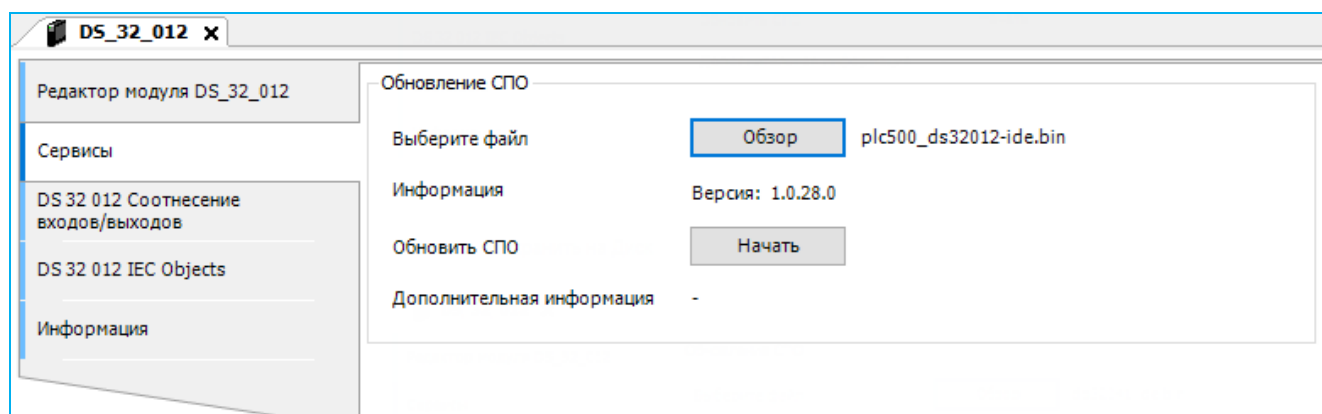 DS_32_012 x
Редактор модуля DS_32_012
Сервисы
DS 32 012 Соотнесение
входов/выходов
DS 32 012 IEC Objects
Информация
Обновление СПО
Выберите файл Обзор plc500_ds32012-ide.bin
Информация Версия: 1.0.28.0
Обновить СПО Начать
Дополнительная информация -